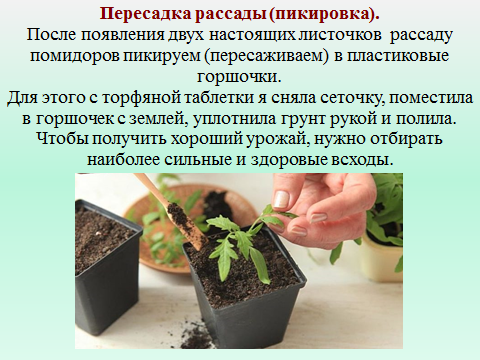 Пересадка рассады (пикировка).
После появления двух настоящих листочков рассаду
помидоров пикируем (пересаживаем) в пластиковые
горшочки.
Для этого с торфяной таблетки я сняла сеточку, поместила
в горшочек с землей, уплотнила грунт рукой и полила.
Чтобы получить хороший урожай, нужно отбирать
наиболее сильные и здоровые всходы.